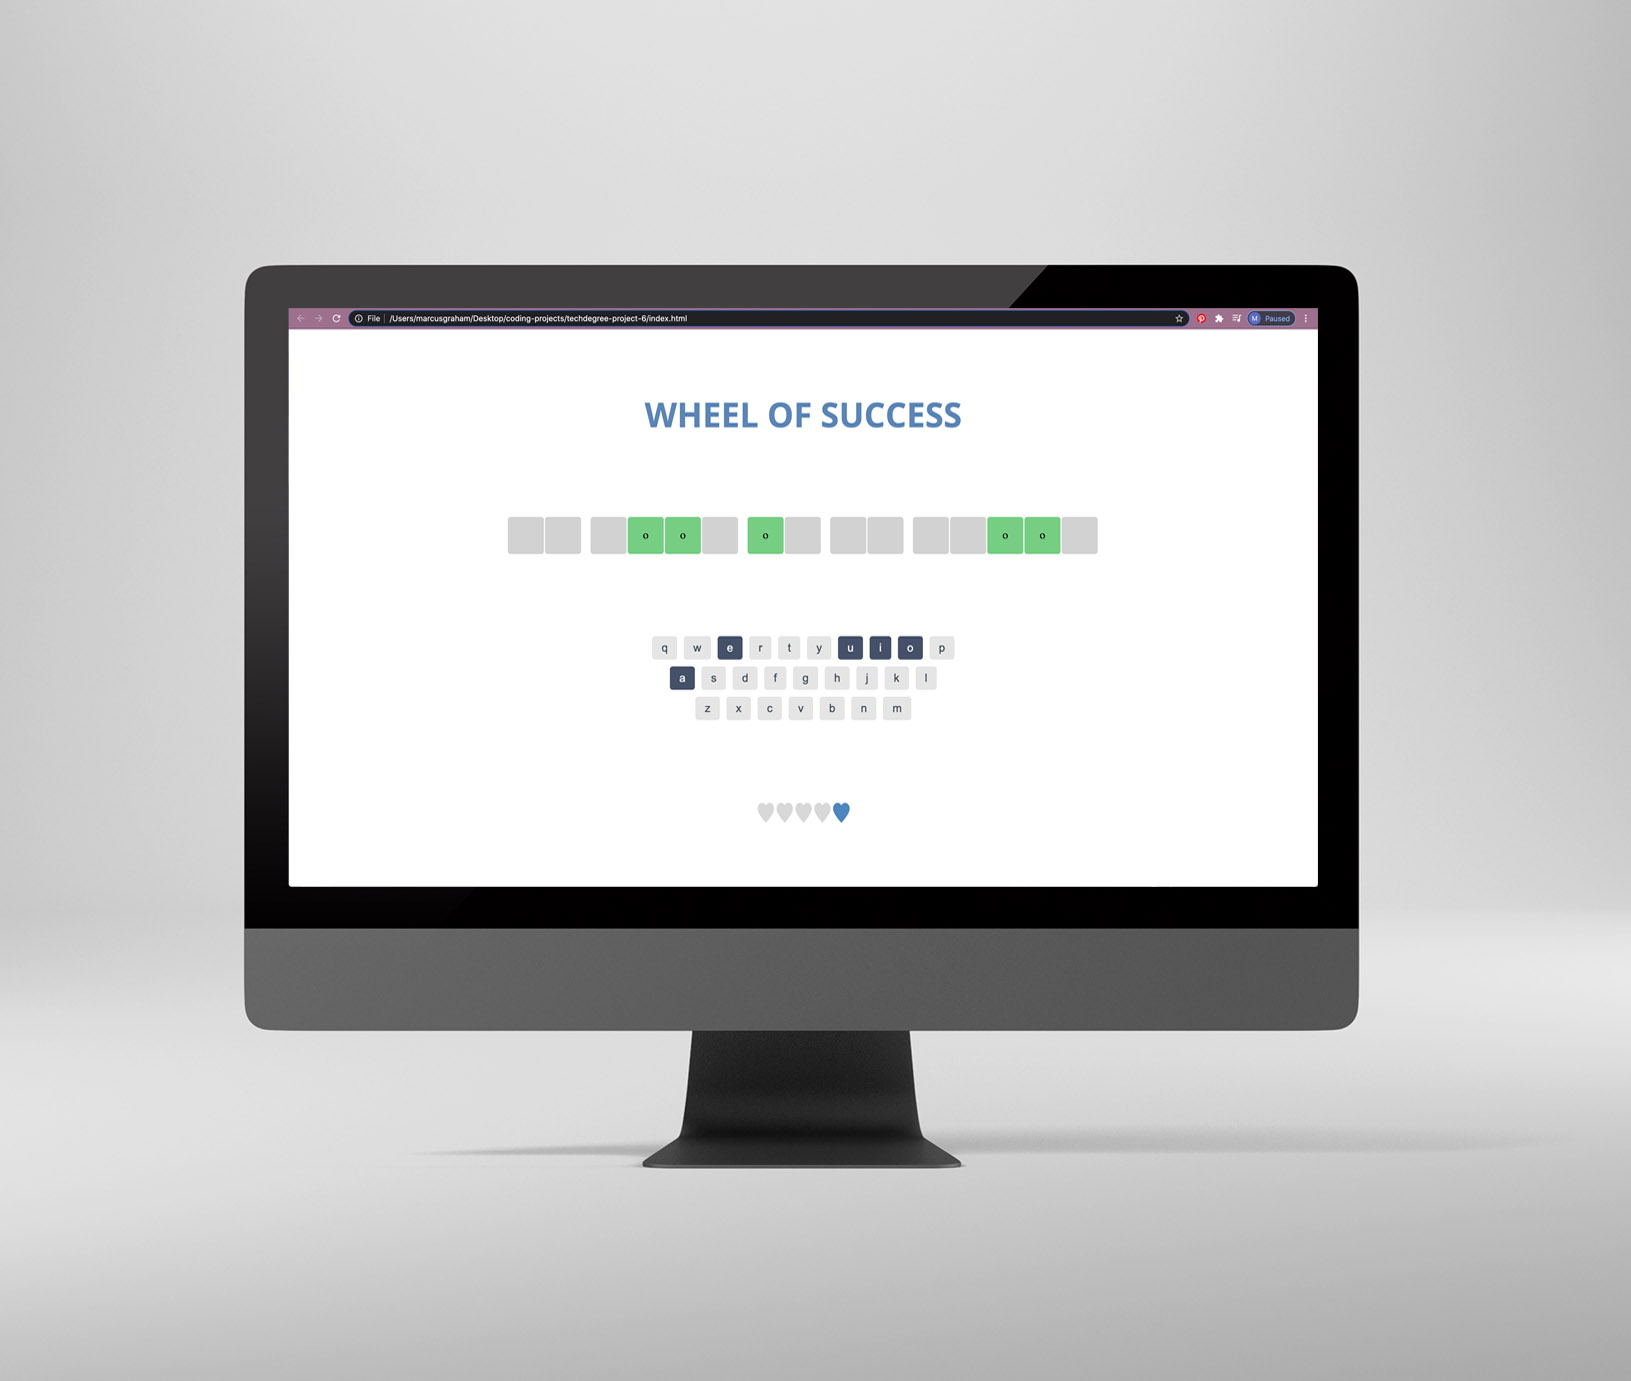 File /Users/marcusgraham/Desktop/coding-projects/techdegree-project-6/index.html M Paused
WHEEL OF SUCCESS
o o o o o
q w e r t y u i o p
a s d f g h j k l
z x c v b n m